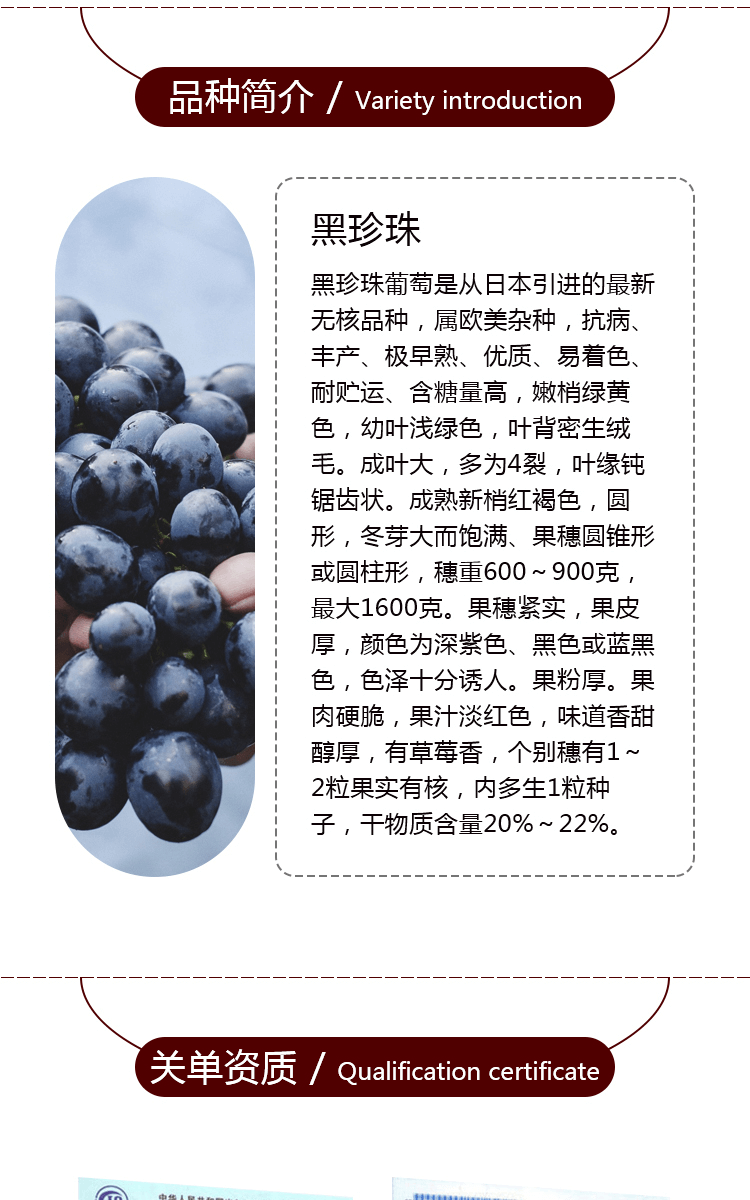 品种简介 / Variety introduction
黑珍珠
黑珍珠葡萄是从日本引进的最新
无核品种，属欧美杂种，抗病、
丰产、极早熟、优质、易着色、
耐贮运、含糖量高，嫩梢绿黄
色，幼叶浅绿色，叶背密生绒
毛。成叶大，多为4裂，叶缘钝
锯齿状。成熟新梢红褐色，圆
形，冬芽大而饱满、果穗圆锥形
或圆柱形，穗重600～900克，
最大1600克。果穗紧实，果皮
厚，颜色为深紫色、黑色或蓝黑
色，色泽十分诱人。果粉厚。果
肉硬脆，果汁淡红色，味道香甜
醇厚，有草莓香，个别穗有1～
2粒果实有核，内多生1粒种
子，干物质含量20%～22%。
关单资质 / Qualification certificate